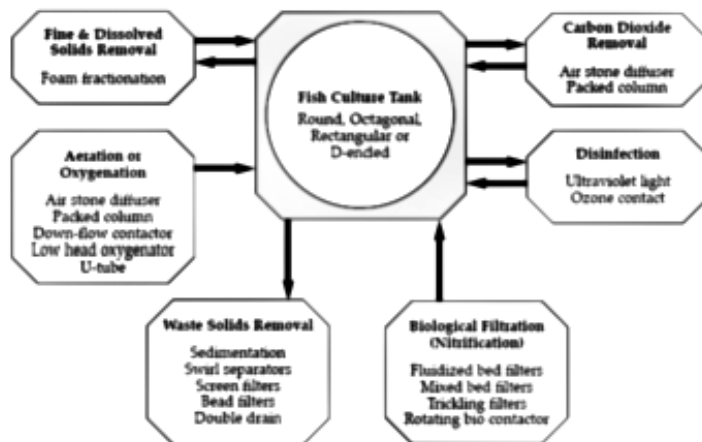 Fine & Dissolved
Solids Removal
Foam fractionation
Fish Culture Tank
Round, Octagonal,
Rectangular or
D-ended
Carbon Dioxide
Removal
Air stone diffuser
Packed column
Aeration or
Oxygenation
Air stone diffuser
Packed column
Down-flow contactor
Low head oxygenator
U-tube
Disinfection
Ultraviolet light
Ozone contact
Waste Solids Removal
Sedimentation
Swirl separators
Screen filters
Bead filters
Double drain
Biological Filtration
(Nitrification)
Fluidized bed filters
Mixed bed filters
Trickling filters
Rotating bio contactor